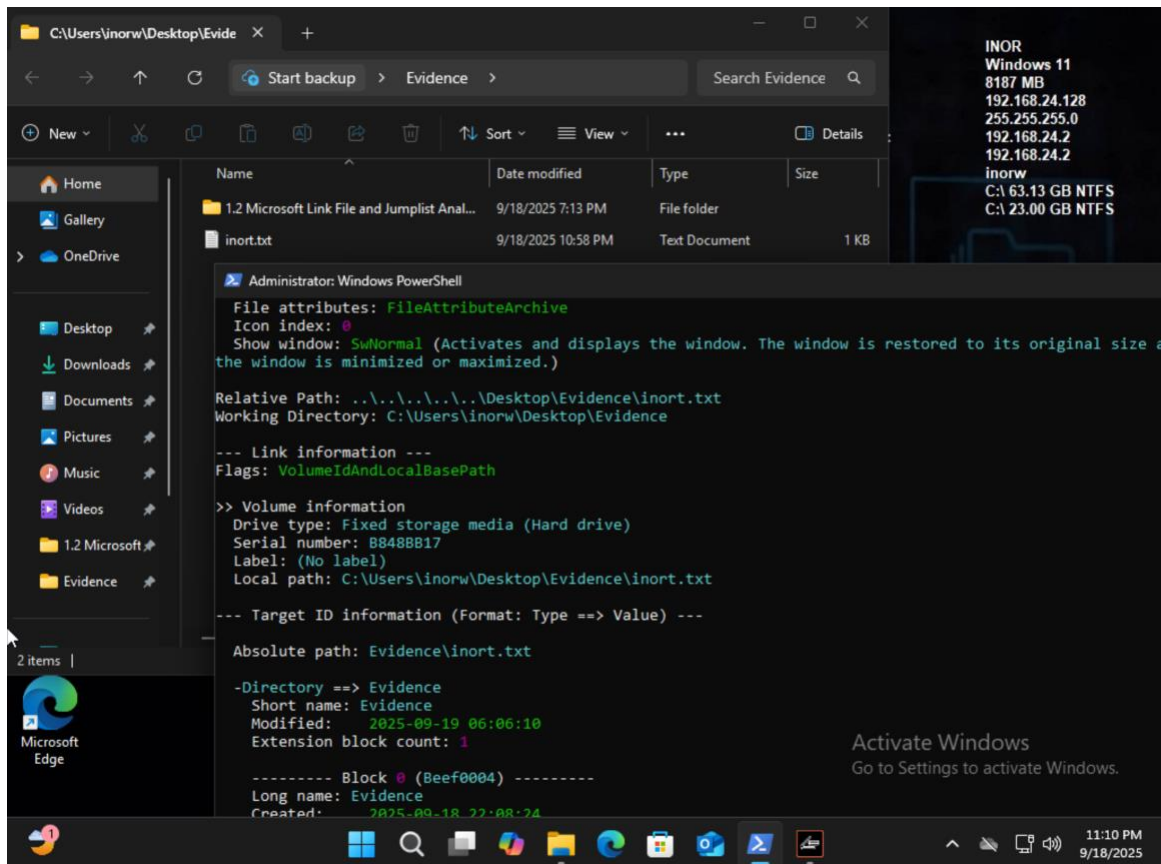 C:\Users\inorw\Desktop\Evide
Start backup > Evidence >
Search Evidence
New
Sort
View
Details
Name
Date modified
Type
Size
1.2 Microsoft Link File and Jumplist Anal...
9/18/2025 7:13 PM
File folder
inort.txt
9/18/2025 10:58 PM
Text Document
1 KB
Home
Gallery
OneDrive
Desktop
Downloads
Documents
Pictures
Music
Videos
1.2 Microsoft
Evidence
2 items
INOR
Windows 11
8187 MB
192.168.24.128
255.255.255.0
192.168.24.2
192.168.24.2
inorw
C:\ 63.13 GB NTFS
C:\ 23.00 GB NTFS
Administrator: Windows PowerShell
File attributes: FileAttributeArchive
Icon index: 0
Show window: SwNormal (Activates and displays the window. The window is restored to its original size a
the window is minimized or maximized.)
Relative Path: ..\..\..\..\..\Desktop\Evidence\inort.txt
Working Directory: C:\Users\inorw\Desktop\Evidence
--- Link information ---
Flags: VolumeIdAndLocalBasePath
>> Volume information
Drive type: Fixed storage media (Hard drive)
Serial number: B848BB17
Label: (No label)
Local path: C:\Users\inorw\Desktop\Evidence\inort.txt
--- Target ID information (Format: Type ==> Value) ---
Absolute path: Evidence\inort.txt
-Directory ==> Evidence
Short name: Evidence
Modified: 2025-09-19 06:06:10
Extension block count: 1
--------- Block 0 (Beef0004) ---------
Long name: Evidence
Created: 2025-09-18 22:08:24
Microsoft
Edge
Activate Windows
Go to Settings to activate Windows.
1
11:10 PM
9/18/2025